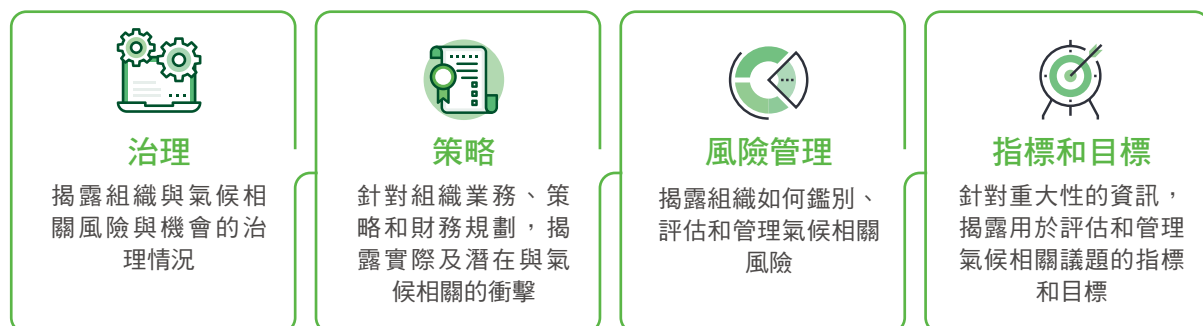 治理
揭露組織與氣候相
關風險與機會的治
理情況
策略
針對組織業務、策
略和財務規劃，揭
露實際及潛在與氣
候相關的衝擊
風險管理
揭露組織如何鑑別、
評估和管理氣候相關
風險
指標和目標
針對重大性的資訊，
揭露用於評估和管理
氣候相關議題的指標
和目標